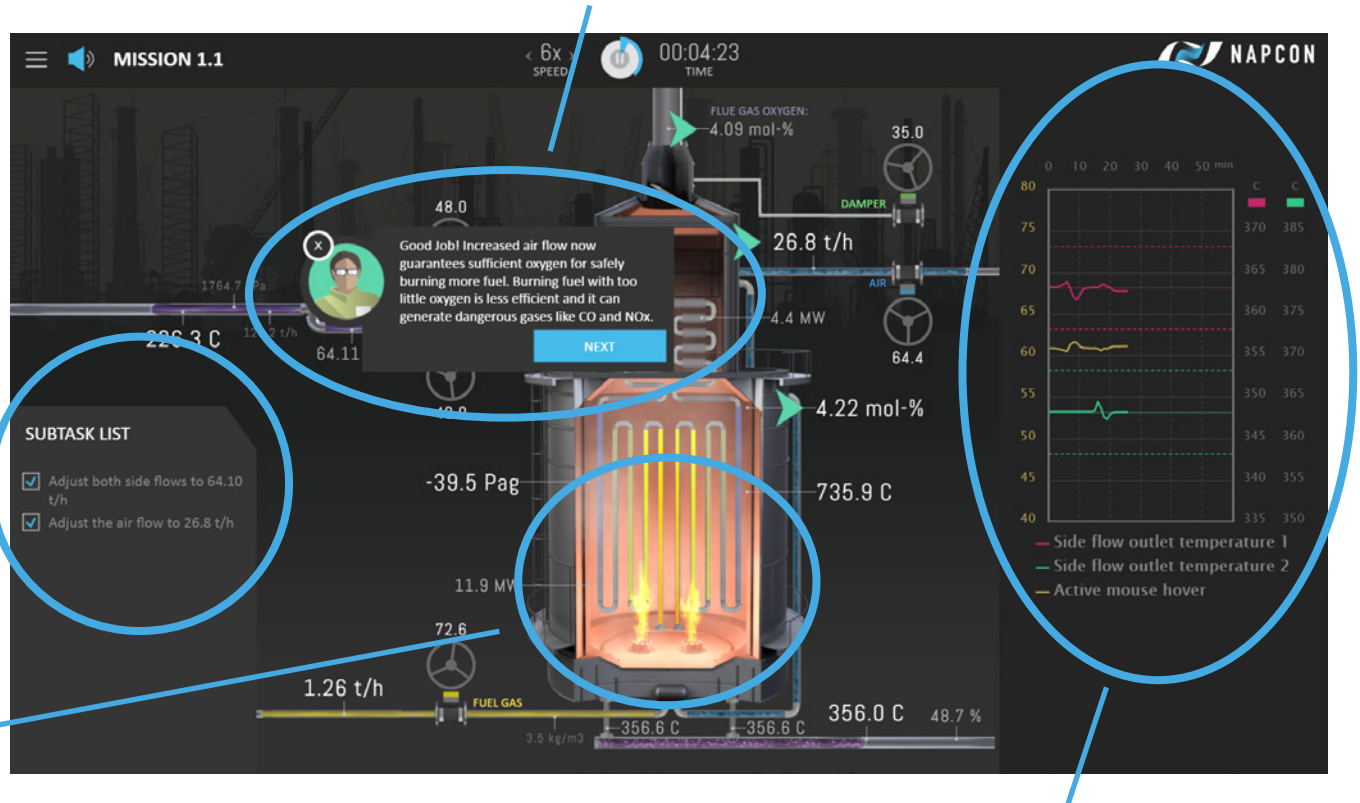 MISSION 1.1
‹ 6X ›
SPEED
00:04:23
TIME
NAPCON
FLUE GAS OXYGEN:
4.09 mol-%
35.0
DAMPER
26.8 t/h
AIR
64.4
4.4 MW
48.0
X
Good Job! Increased air flow now
guarantees sufficient oxygen for safely
burning more fuel. Burning fuel with too
little oxygen is less efficient and it can
generate dangerous gases like CO and NOx.
NEXT
226.3 C
64.11
4.22 mol-%
-39.5 Pag
735.9 C
11.9 MW
72.6
1.26 t/h
FUEL GAS
3.5 kg/m3
356.6 C
356.6 C
356.0 C
48.7 %
SUBTASK LIST
Adjust both side flows to 64.10
t/h
Adjust the air flow to 26.8 t/h
0 10 20 30 40 50 min
80 C C
75 370 385
70 365 380
65 360 375
60 355 370
55 350 365
50 345 360
45 340 355
40 335 350
Side flow outlet temperature 1
Side flow outlet temperature 2
Active mouse hover